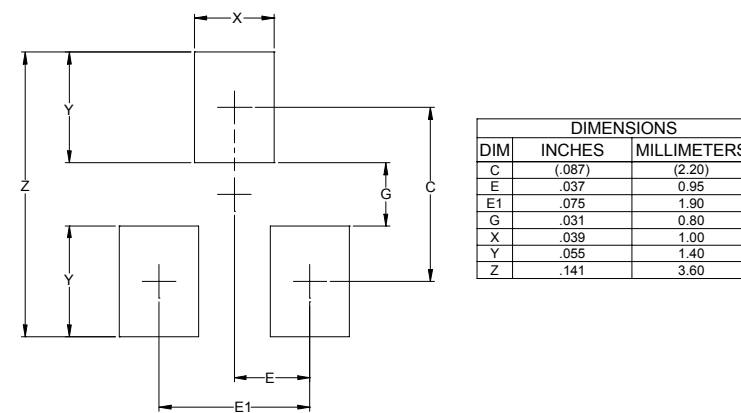 X
Y
Z
G
C
Y
E
E1
DIMENSIONS
DIM INCHES MILLIMETERS
C (.087) (2.20)
E .037 0.95
E1 .075 1.90
G .031 0.80
X .039 1.00
Y .055 1.40
Z .141 3.60